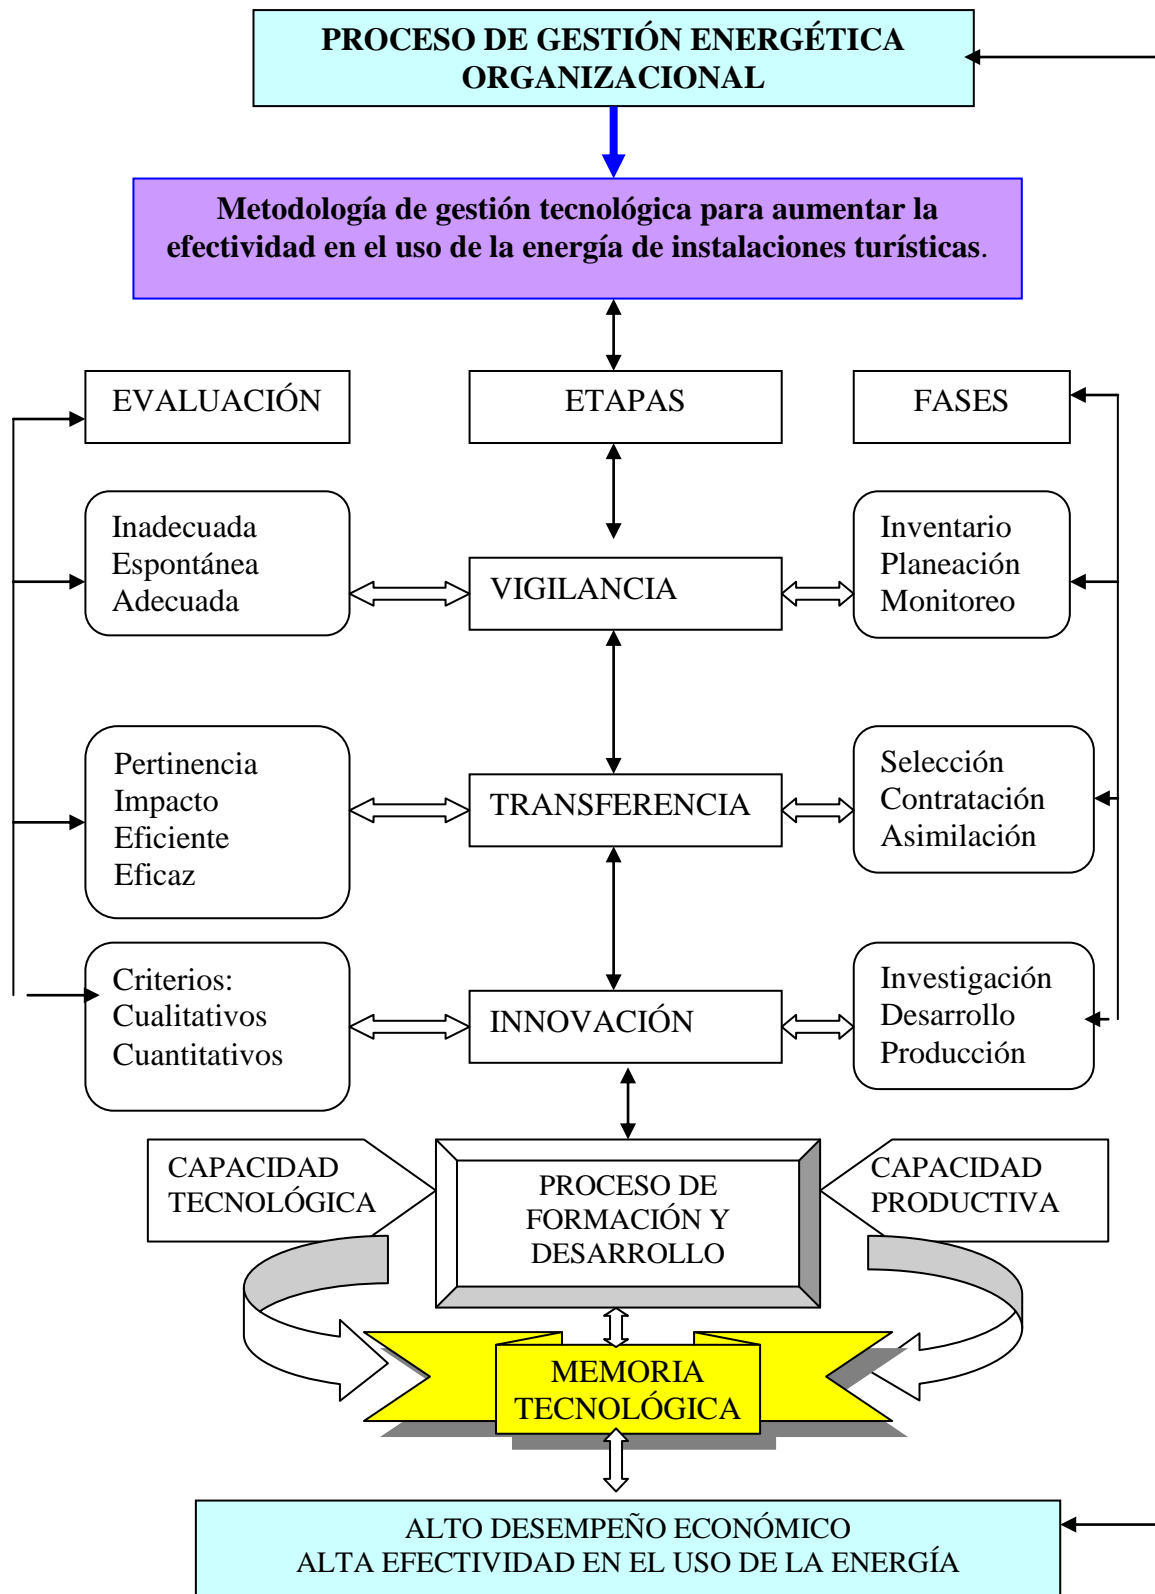 PROCESO DE GESTIÓN ENERGÉTICA
ORGANIZACIONAL
Metodología de gestión tecnológica para aumentar la
efectividad en el uso de la energía de instalaciones turísticas.
EVALUACIÓN
ETAPAS
FASES
Inadecuada
Espontánea
Adecuada
VIGILANCIA
Inventario
Planeación
Monitoreo
Pertinencia
Impacto
Eficiente
Eficaz
TRANSFERENCIA
Selección
Contratación
Asimilación
Criterios:
Cualitativos
Cuantitativos
INNOVACIÓN
Investigación
Desarrollo
Producción
CAPACIDAD
TECNOLÓGICA
PROCESO DE
FORMACIÓN Y
DESARROLLO
CAPACIDAD
PRODUCTIVA
MEMORIA
TECNOLÓGICA
ALTO DESEMPEÑO ECONÓMICO
ALTA EFECTIVIDAD EN EL USO DE LA ENERGÍA